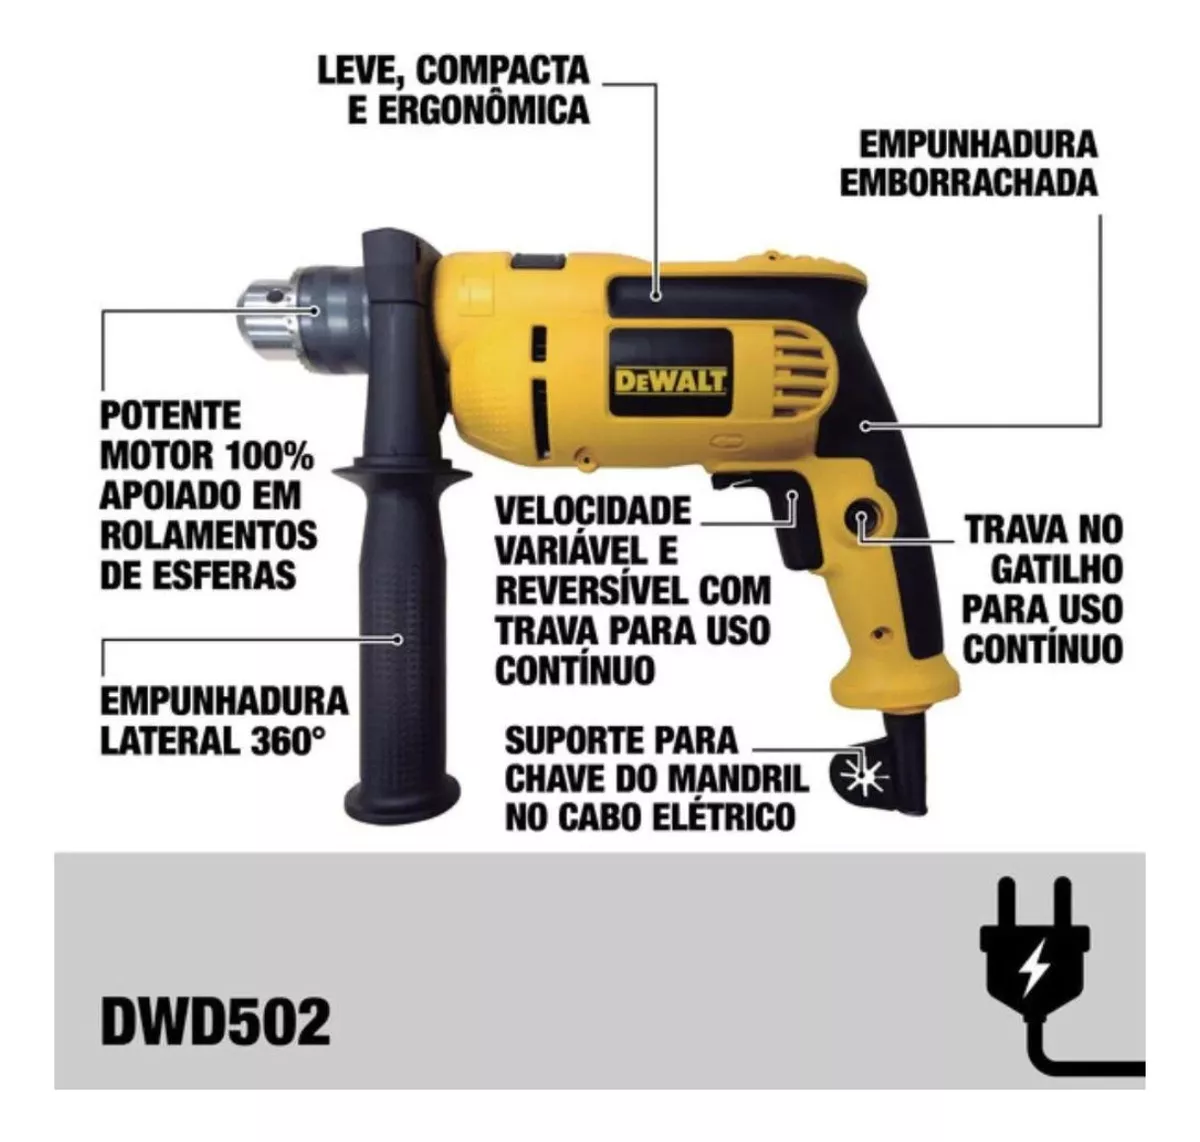 LEVE, COMPACTA
E ERGONÔMICA
EMPUNHADURA
EMBORRACHADA
DEWALT
POTENTE
MOTOR 100%
APOIADO EM
ROLAMENTOS
DE ESFERAS
VELOCIDADE
VARIÁVEL E
REVERSÍVEL COM
TRAVA PARA USO
CONTÍNUO
TRAVA NO
GATILHO
PARA USO
CONTÍNUO
EMPUNHADURA
LATERAL 360°
SUPORTE PARA
CHAVE DO MANDRIL
NO CABO ELÉTRICO
DWD502